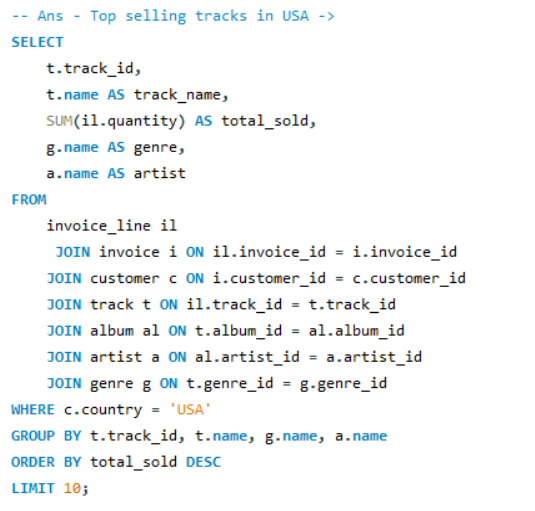 -- Ans - Top selling tracks in USA ->
SELECT
    t.track_id,
    t.name AS track_name,
    SUM(il.quantity) AS total_sold,
    g.name AS genre,
    a.name AS artist
FROM
    invoice_line il
     JOIN invoice i ON il.invoice_id = i.invoice_id
    JOIN customer c ON i.customer_id = c.customer_id
    JOIN track t ON il.track_id = t.track_id
    JOIN album al ON t.album_id = al.album_id
    JOIN artist a ON al.artist_id = a.artist_id
    JOIN genre g ON t.genre_id = g.genre_id
WHERE c.country = 'USA'
GROUP BY t.track_id, t.name, g.name, a.name
ORDER BY total_sold DESC
LIMIT 10;